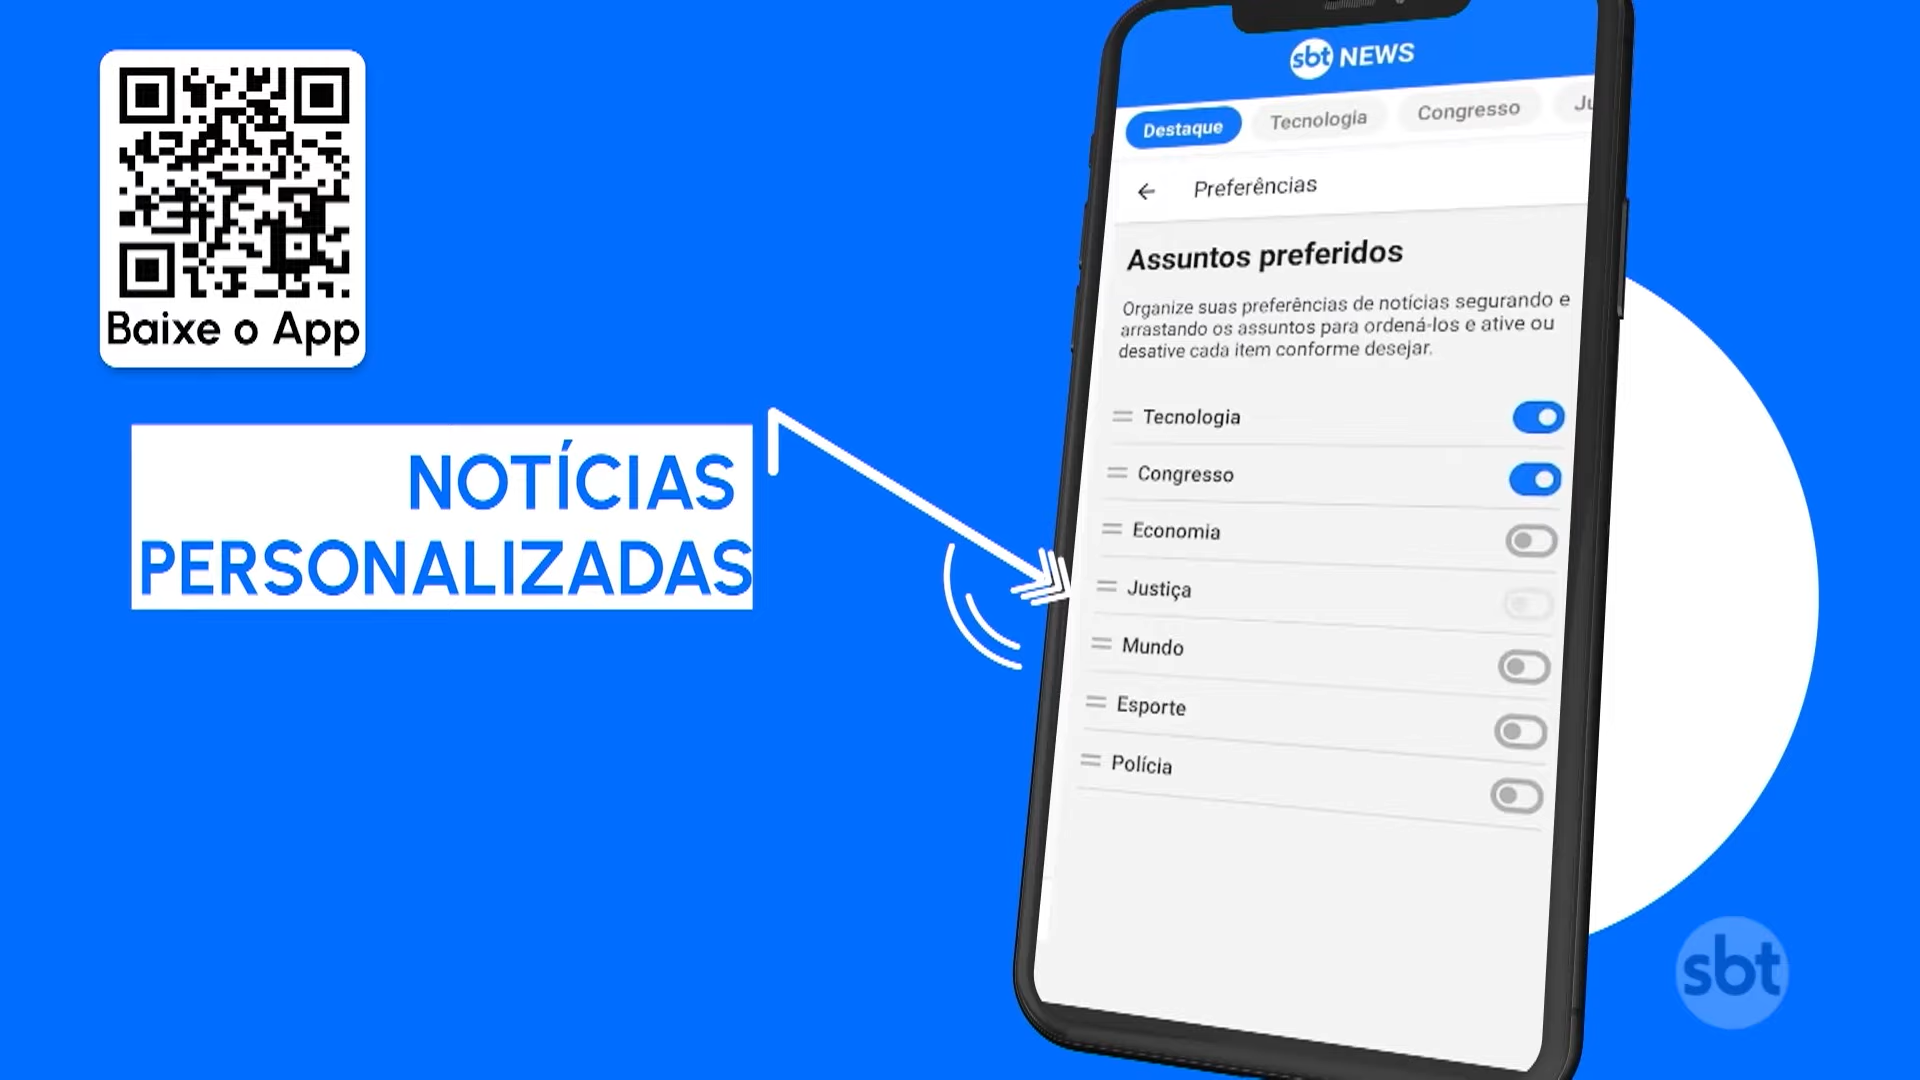 Baixe o App
NOTÍCIAS
PERSONALIZADAS
sbt NEWS
Destaque Tecnologia Congresso Ju
Preferências
Assuntos preferidos
Organize suas preferências de notícias segurando e
arrastando os assuntos para ordená-los e ative ou
desative cada item conforme desejar.
Tecnologia
Congresso
Economia
Justiça
Mundo
Esporte
Polícia
sbt